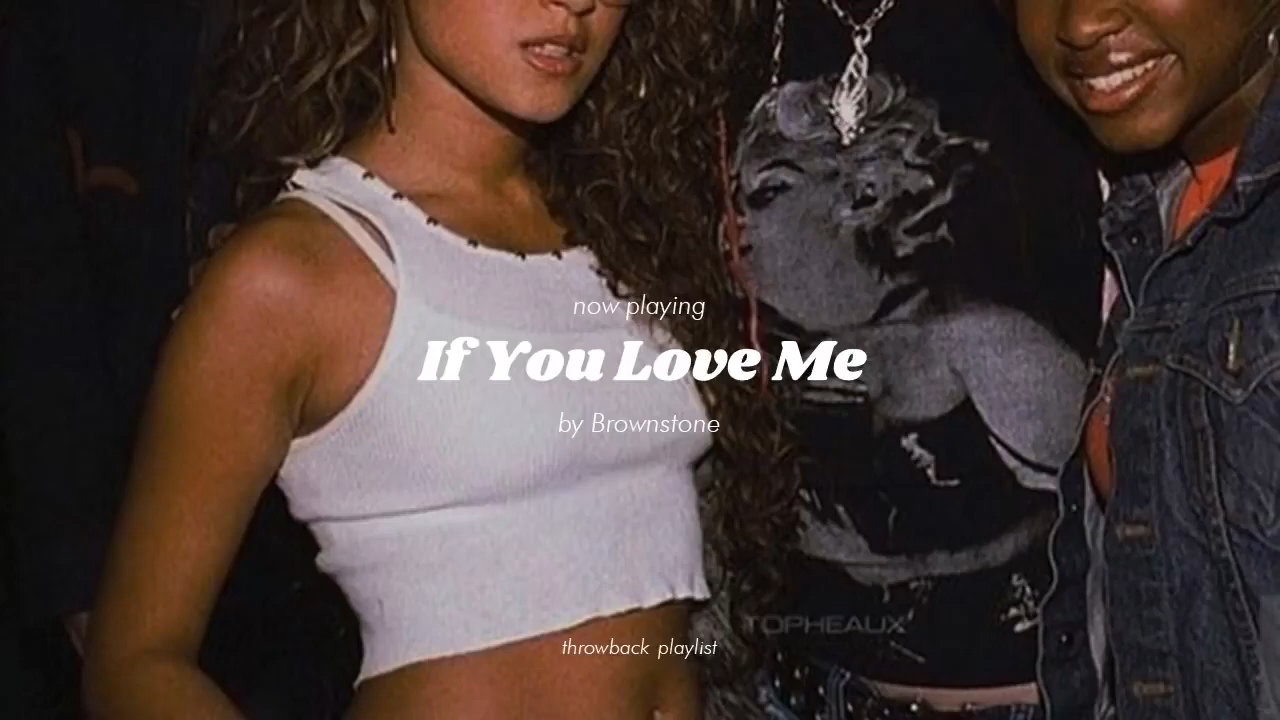 now playing
If You Love Me
by Brownstone
TOPHEAUX
throwback playlist